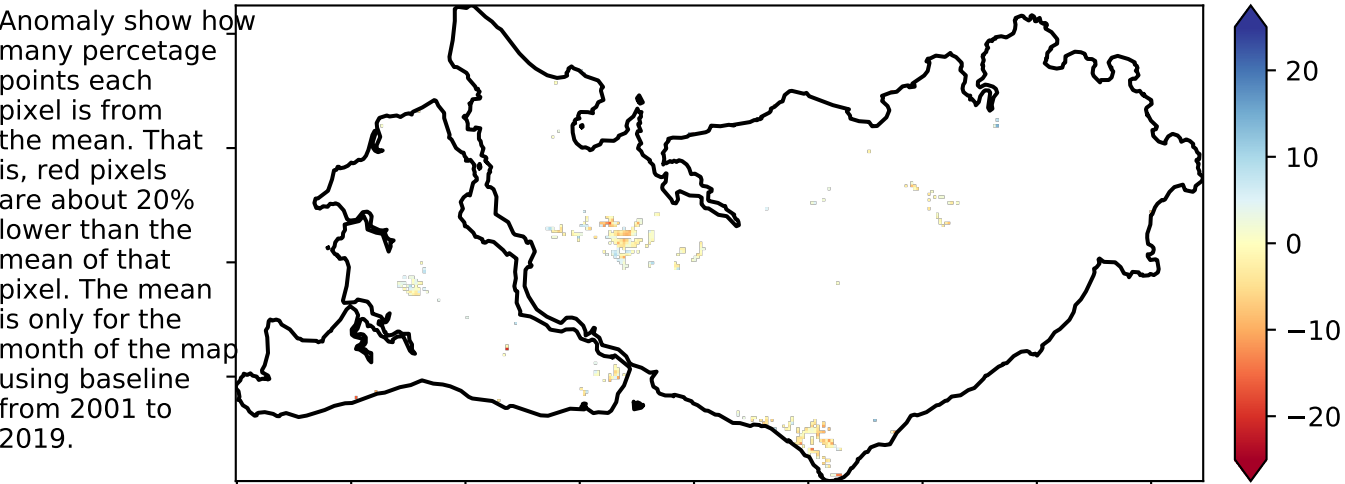 Anomaly show how
many percetage
points each
pixel is from
the mean. That
is, red pixels
are about 20%
lower than the
mean of that
pixel. The mean
is only for the
month of the map
using baseline
from 2001 to
2019.
20
10
0
−10
−20